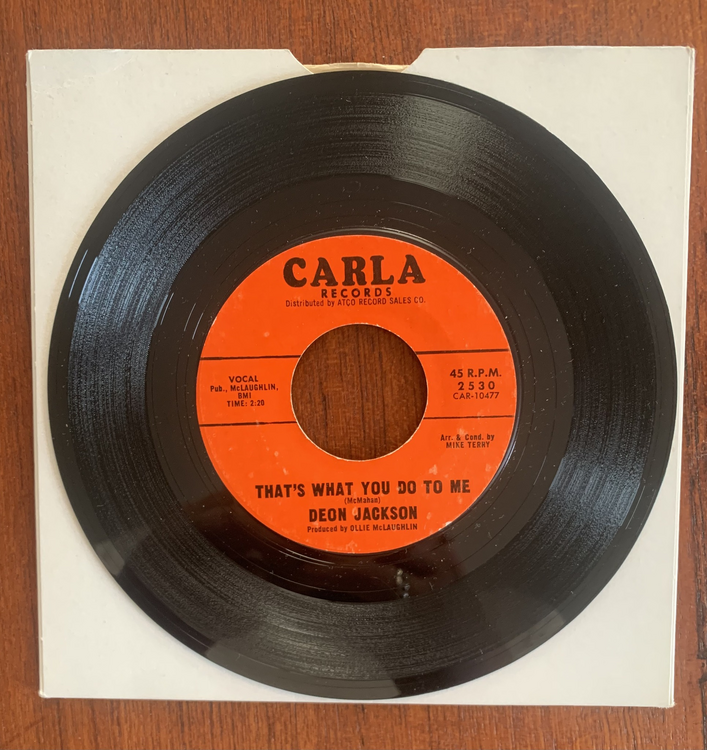 CARLA
RECORDS
Distributed by ATCO RECORD SALES CO.
VOCAL
Pub., McLAUGHLIN,
BMI
TIME: 2:20
45 R.P.M.
2530
CAR-10477
Arr. & Cond. by
MIKE TERRY
THAT'S WHAT YOU DO TO ME
(McMahan)
DEON JACKSON
Produced by OLLIE McLAUGHLIN